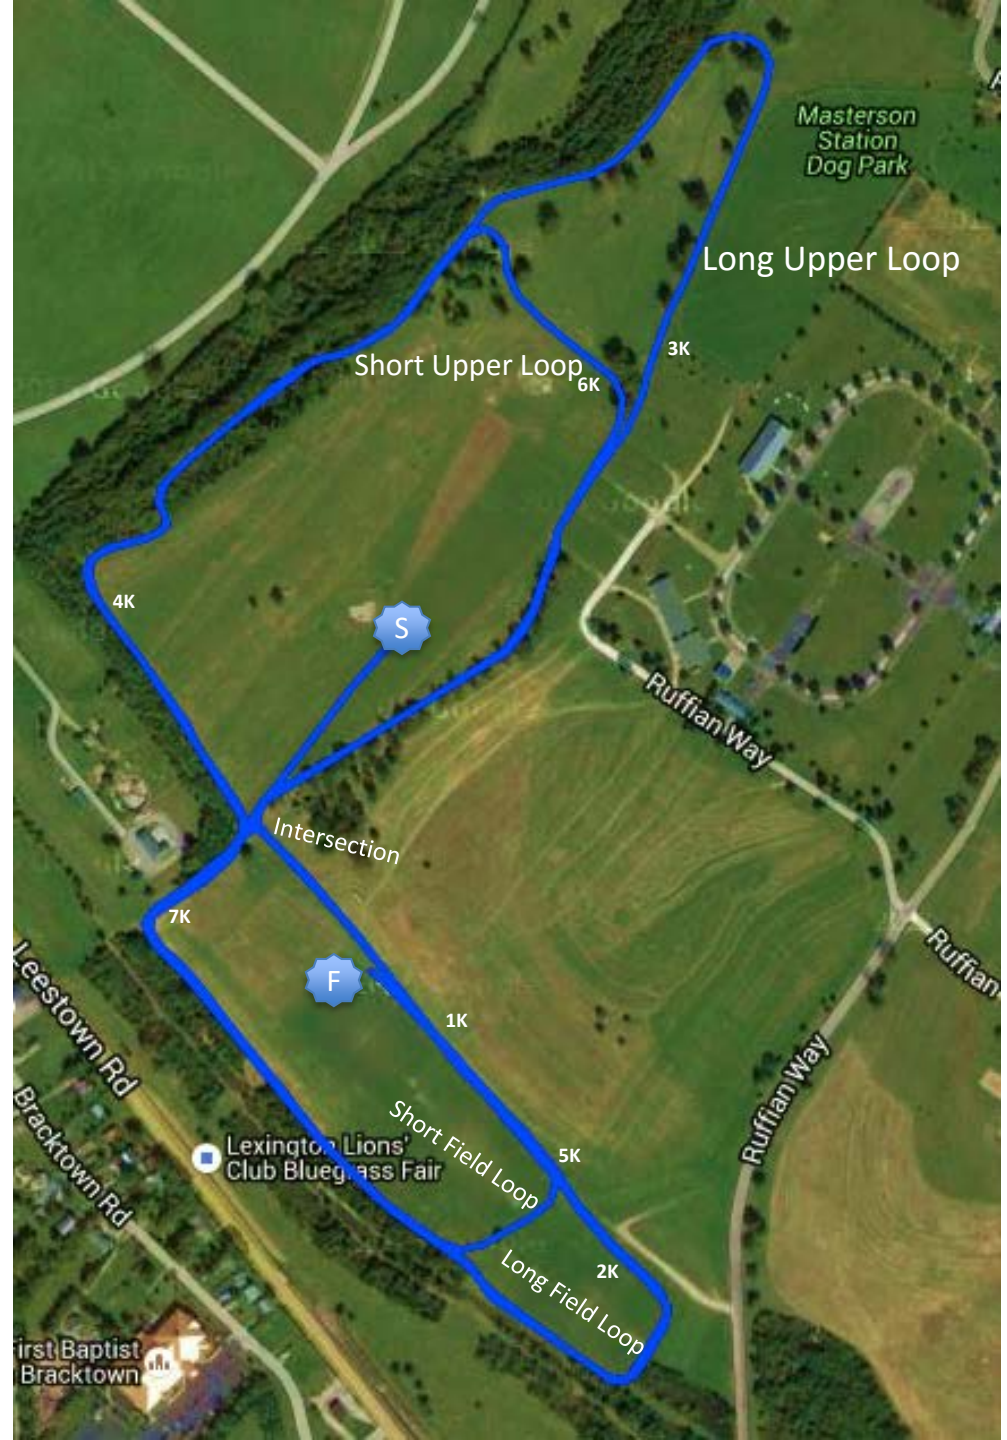 Masterson
Station
Dog Park
Long Upper Loop
3K
Short Upper Loop
6K
4K
S
Ruffian Way
Intersection
7K
F
Leestown Rd
1K
Ruffian
Ruffian Way
Bracktown Rd
Short Field Loop
Lexington Lions'
Club Bluegrass Fair
5K
2K
Long Field Loop
irst Baptist
Bracktown